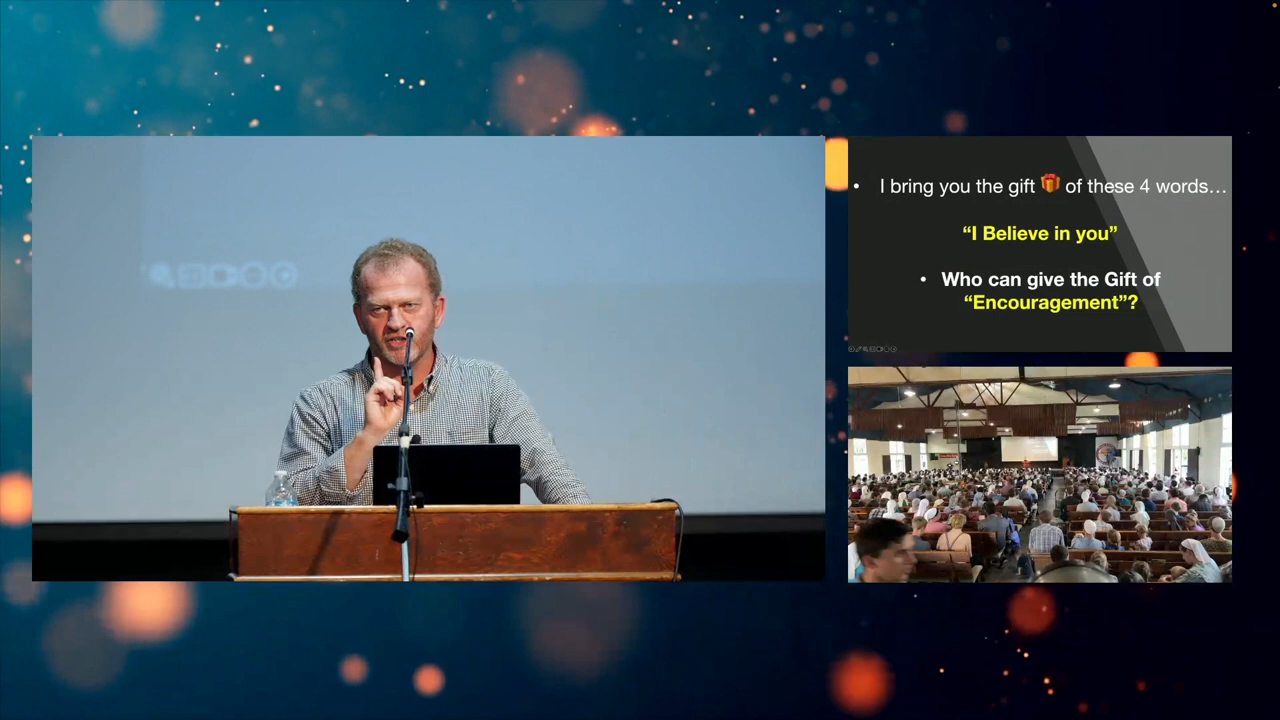 • I bring you the gift 🎁 of these 4 words…
“I Believe in you”
• Who can give the Gift of
“Encouragement”?